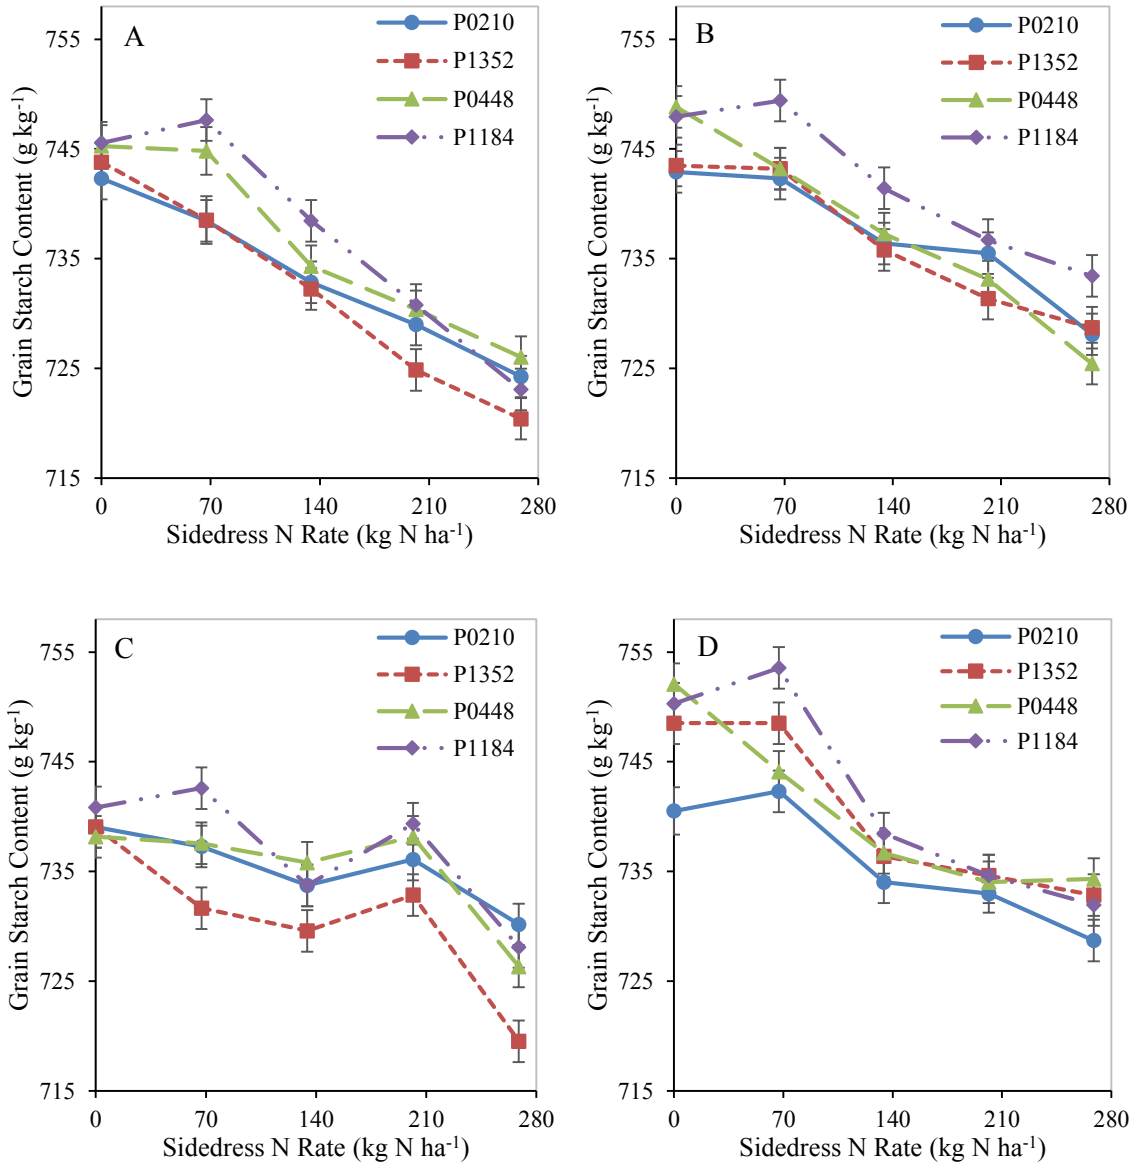 A
P0210
P1352
P0448
P1184
755
745
735
725
715
Grain Starch Content (g kg⁻¹)
0 70 140 210 280
Sidedress N Rate (kg N ha⁻¹)
B
P0210
P1352
P0448
P1184
755
745
735
725
715
Grain Starch Content (g kg⁻¹)
0 70 140 210 280
Sidedress N Rate (kg N ha⁻¹)
C
P0210
P1352
P0448
P1184
755
745
735
725
715
Grain Starch Content (g kg⁻¹)
0 70 140 210 280
Sidedress N Rate (kg N ha⁻¹)
D
P0210
P1352
P0448
P1184
755
745
735
725
715
Grain Starch Content (g kg⁻¹)
0 70 140 210 280
Sidedress N Rate (kg N ha⁻¹)